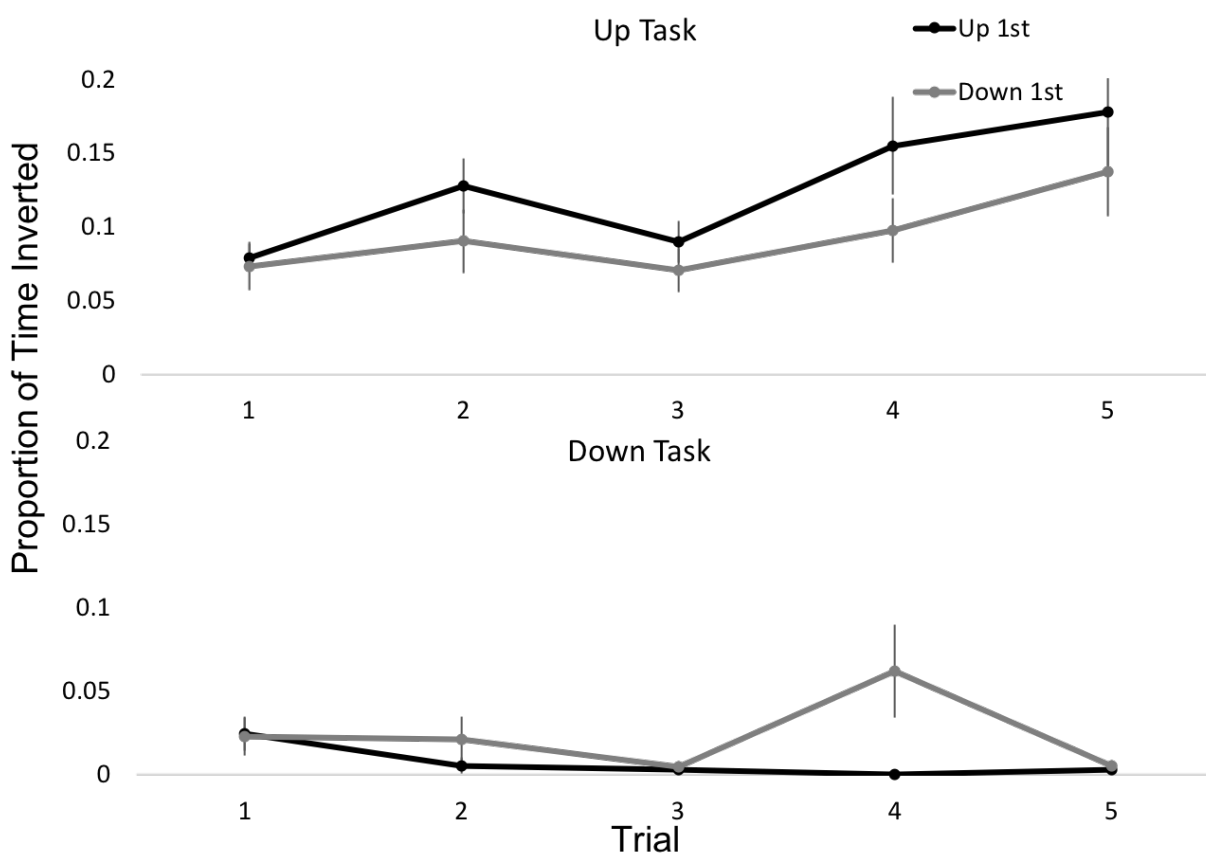 Up Task
Up 1st
Down 1st
Proportion of Time Inverted
0.2
0.15
0.1
0.05
0
1 2 3 4 5
Down Task
0.2
0.15
0.1
0.05
0
1 2 3 4 5
Trial